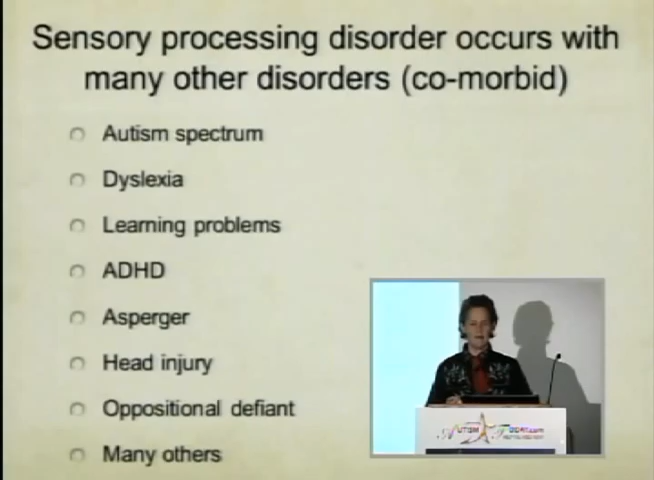 Sensory processing disorder occurs with
many other disorders (co-morbid)
Autism spectrum
Dyslexia
Learning problems
ADHD
Asperger
Head injury
Oppositional defiant
Many others
AUTISM